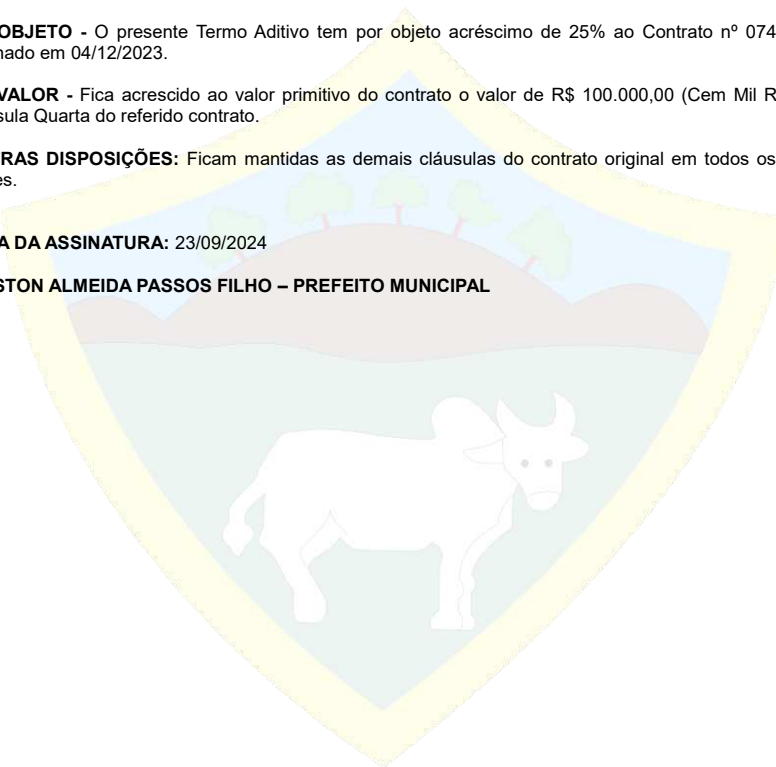 OBJETO - O presente Termo Aditivo tem por objeto acréscimo de 25% ao Contrato nº 074
nado em 04/12/2023.
VALOR - Fica acrescido ao valor primitivo do contrato o valor de R$ 100.000,00 (Cem Mil R
sula Quarta do referido contrato.
RAS DISPOSIÇÕES: Ficam mantidas as demais cláusulas do contrato original em todos os
es.
A DA ASSINATURA: 23/09/2024
STON ALMEIDA PASSOS FILHO – PREFEITO MUNICIPAL